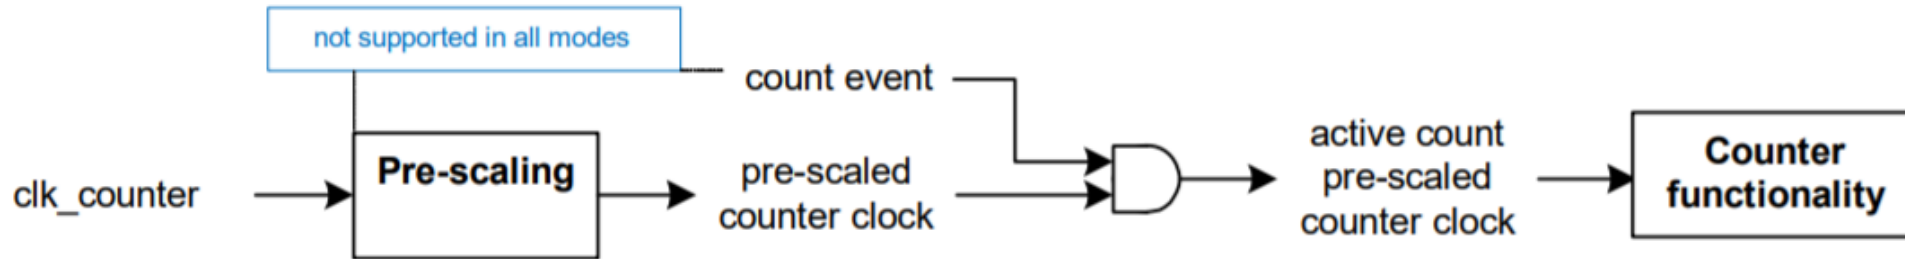 not supported in all modes
count event
clk_counter
Pre-scaling
pre-scaled
counter clock
active count
pre-scaled
counter clock
Counter
functionality